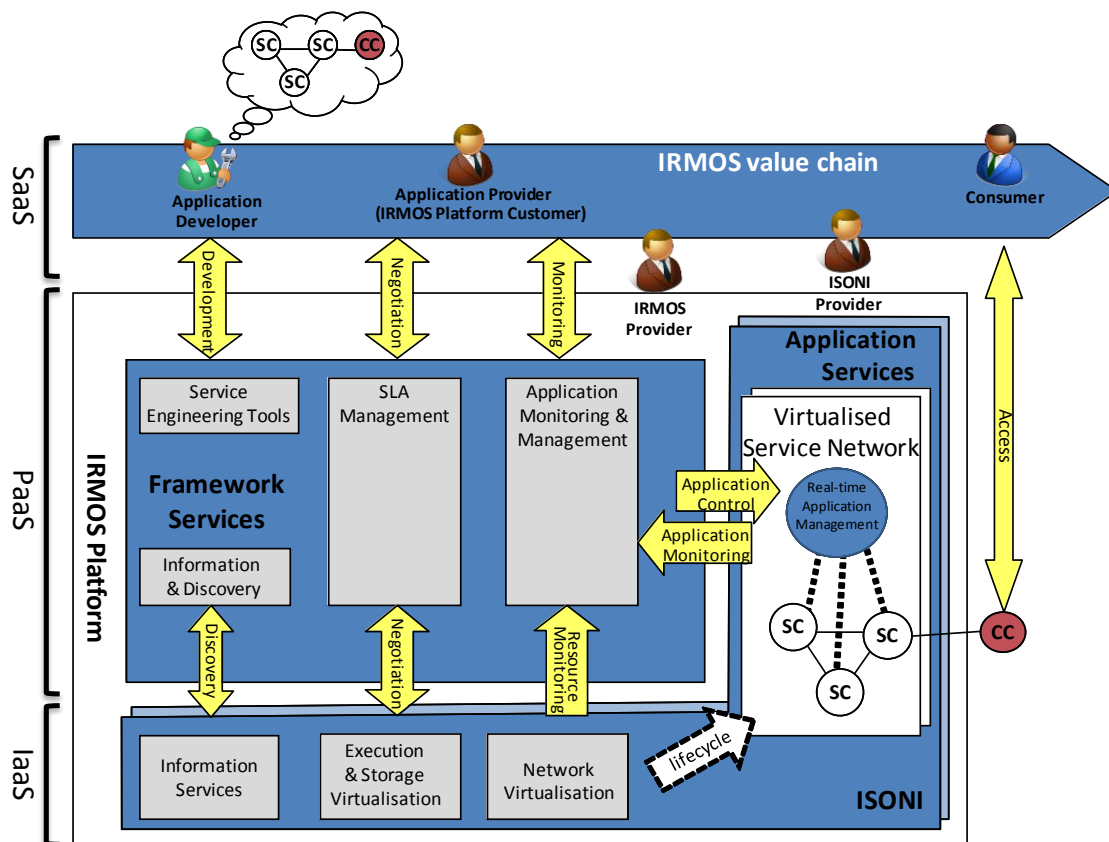 SC
SC
CC
SC
SaaS
IRMOS value chain
Application
Developer
Application Provider
(IRMOS Platform Customer)
Consumer
Development
Negotiation
Monitoring
IRMOS
Provider
ISONI
Provider
Access
PaaS
IRMOS Platform
Service
Engineering Tools
SLA
Management
Application
Monitoring &
Management
Framework
Services
Information
& Discovery
Application
Services
Virtualised
Service Network
Real-time
Application
Management
Application
Control
Application
Monitoring
SC
SC
SC
CC
Discovery
Negotiation
Resource
Monitoring
IaaS
Information
Services
Execution
& Storage
Virtualisation
Network
Virtualisation
lifecycle
ISONI